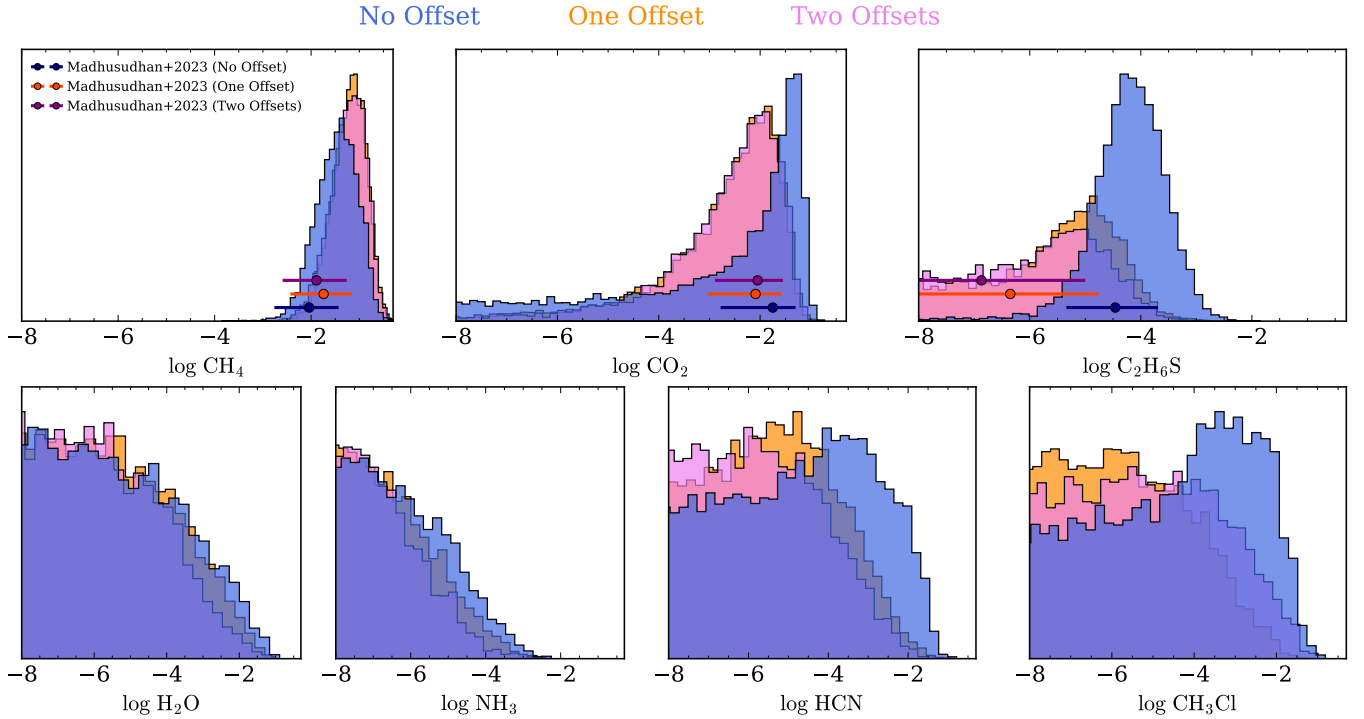 No Offset One Offset Two Offsets
Madhusudhan+2023 (No Offset)
Madhusudhan+2023 (One Offset)
Madhusudhan+2023 (Two Offsets)
−8 −6 −4 −2 −8 −6 −4 −2 −8 −6 −4 −2
log CH₄ log CO₂ log C₂H₆S
−8 −6 −4 −2 −8 −6 −4 −2 −8 −6 −4 −2 −8 −6 −4 −2
log H₂O log NH₃ log HCN log CH₃Cl